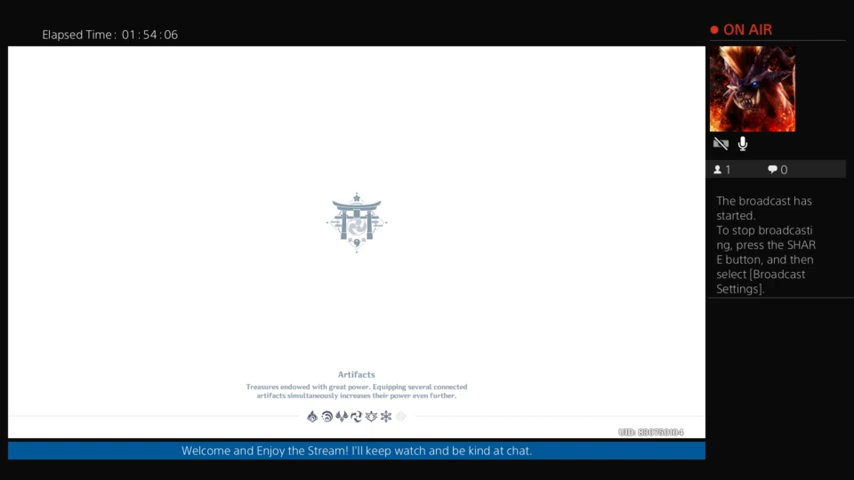 Elapsed Time: 01:54:06
ON AIR
1
0
The broadcast has
started.
To stop broadcasti
ng, press the SHAR
E button, and then
select [Broadcast
Settings].
Artifacts
Treasures endowed with great power. Equipping several connected
artifacts simultaneously increases their power even further.
UID:
Welcome and Enjoy the Stream! I'll keep watch and be kind at chat.